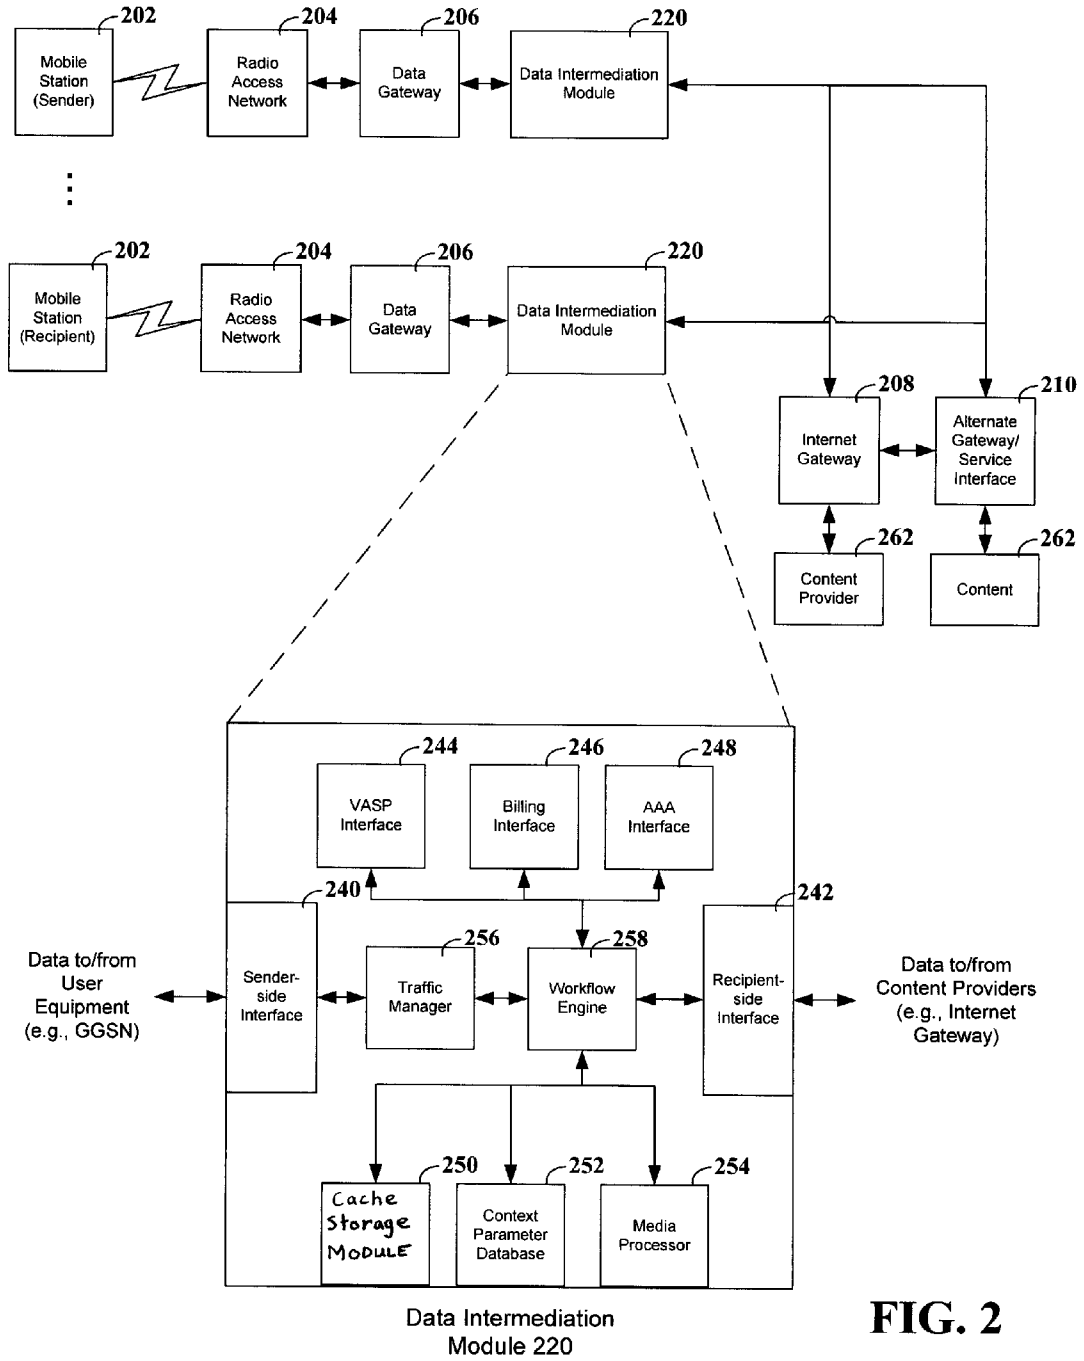 202
204
206
220
Mobile
Station
(Sender)
Radio
Access
Network
Data
Gateway
Data Intermediation
Module
202
204
206
220
Mobile
Station
(Recipient)
Radio
Access
Network
Data
Gateway
Data Intermediation
Module
208
210
Internet
Gateway
Alternate
Gateway/
Service
Interface
262
262
Content
Provider
Content
244
246
248
VASP
Interface
Billing
Interface
AAA
Interface
240
242
256
258
Data to/from
User
Equipment
(e.g., GGSN)
Sender-
side
Interface
Traffic
Manager
Workflow
Engine
Recipient-
side
Interface
Data to/from
Content Providers
(e.g., Internet
Gateway)
250
252
254
Cache
Storage
MODULE
Context
Parameter
Database
Media
Processor
Data Intermediation
Module 220
FIG. 2